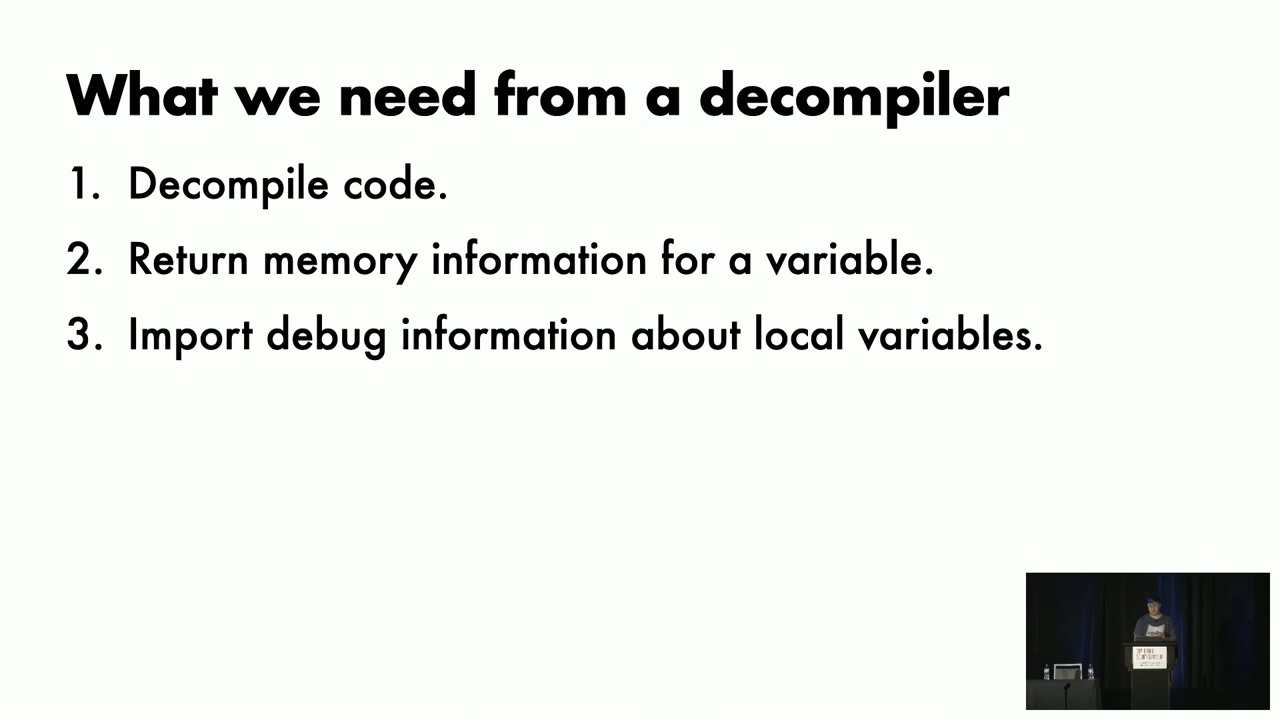 What we need from a decompiler
1. Decompile code.
2. Return memory information for a variable.
3. Import debug information about local variables.